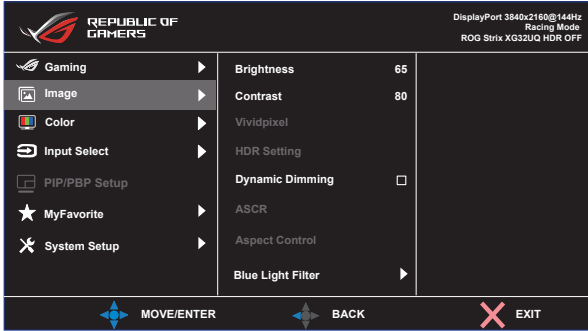 REPUBLIC OF
GAMERS
DisplayPort 3840x2160@144Hz
Racing Mode
ROG Strix XG32UQ HDR OFF
Gaming
Image
Color
Input Select
PIP/PBP Setup
MyFavorite
System Setup
Brightness 65
Contrast 80
Vividpixel
HDR Setting
Dynamic Dimming
ASCR
Aspect Control
Blue Light Filter
MOVE/ENTER BACK EXIT